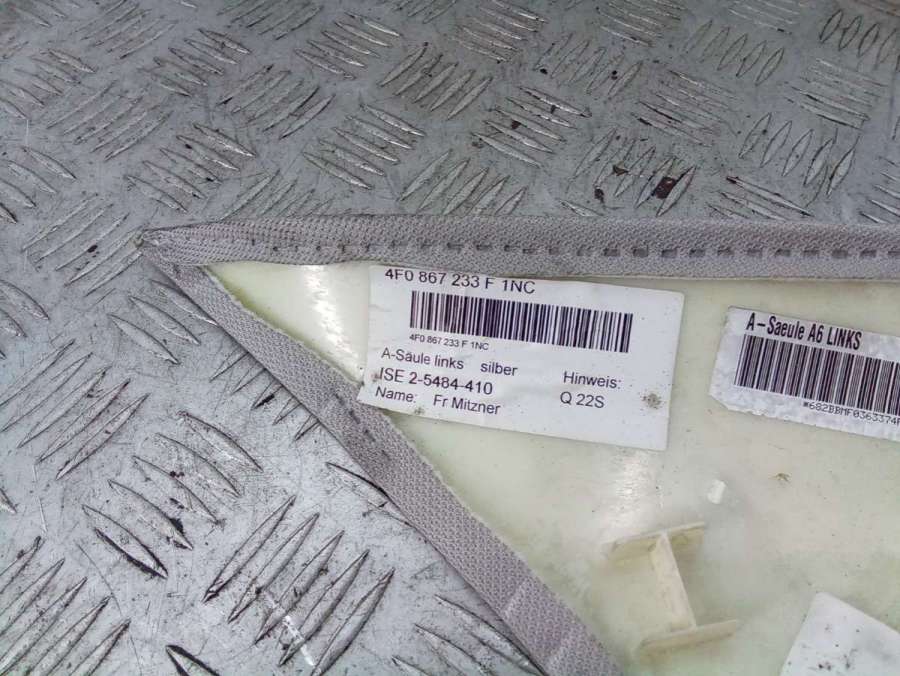 4F0 867 233 F 1NC
4F0 867 233 F 1NC
A-Säule links silber
ISE 2-5484-410
Hinweis:
Name: Fr Mitzner
Q 22S
A-Saeule A6 LINKS
*682BBMF0363374